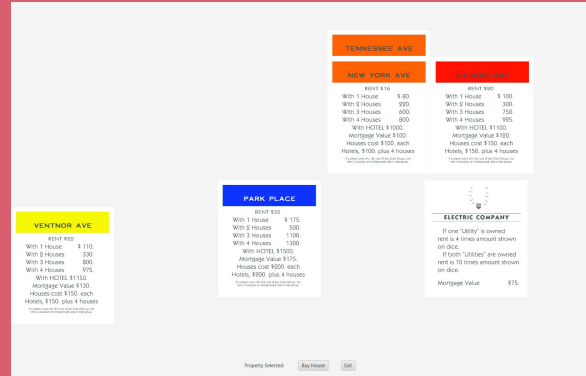 TENNESSEE AVE
NEW YORK AVE
RENT $16
With 1 House $ 80.
With 2 Houses 220.
With 3 Houses 600.
With 4 Houses 800.
With HOTEL $1000.
Mortgage Value $100.
Houses cost $100. each
Hotels, $100. plus 4 houses
RENT $20
With 1 House $ 100.
With 2 Houses 300.
With 3 Houses 750.
With 4 Houses 925.
With HOTEL $1100.
Mortgage Value $120.
Houses cost $150. each
Hotels, $150. plus 4 houses
PARK PLACE
RENT $35
With 1 House $ 175.
With 2 Houses 500.
With 3 Houses 1100.
With 4 Houses 1300.
With HOTEL $1500.
Mortgage Value $175.
Houses cost $200. each
Hotels, $200. plus 4 houses
ELECTRIC COMPANY
If one "Utility" is owned
rent is 4 times amount shown
on dice.
If both "Utilities" are owned
rent is 10 times amount shown
on dice.
Mortgage Value $75.
VENTNOR AVE
RENT $22
With 1 House $ 110.
With 2 Houses 330.
With 3 Houses 800.
With 4 Houses 975.
With HOTEL $1150.
Mortgage Value $130.
Houses cost $150. each
Hotels, $150. plus 4 houses
Property Selected:
Buy House
Exit